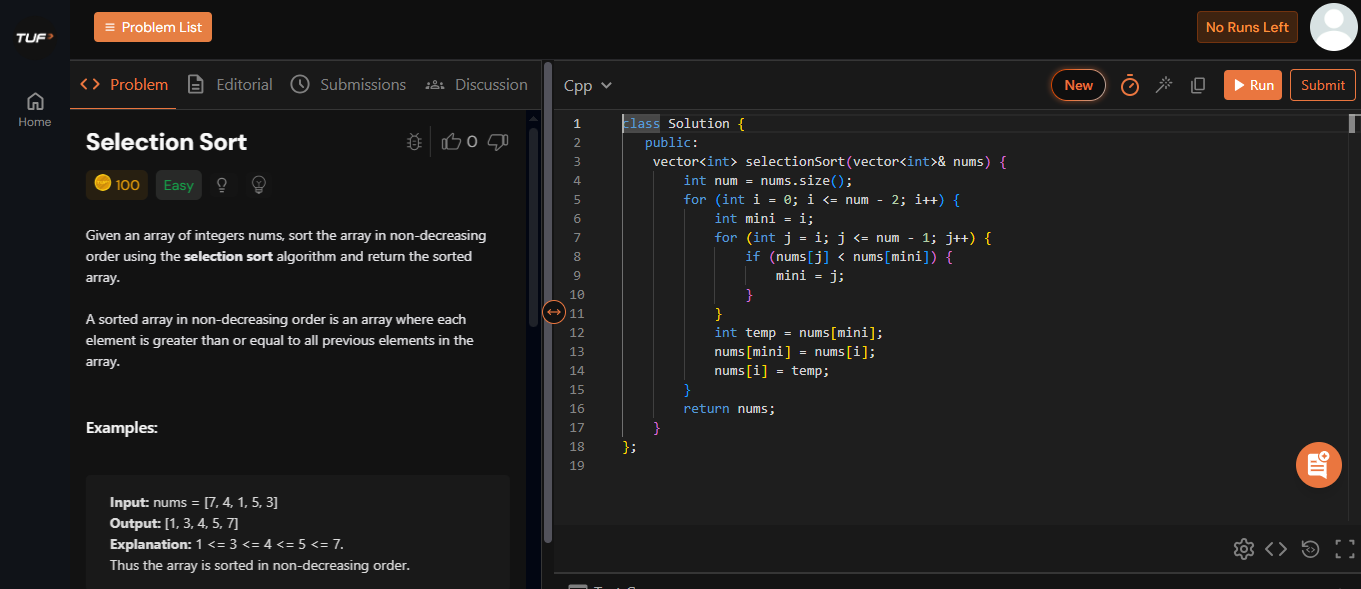 TUF
Problem List
No Runs Left
Home
Problem
Editorial
Submissions
Discussion
Cpp
New
Run
Submit
Selection Sort
0
100
Easy
Given an array of integers nums, sort the array in non-decreasing
order using the selection sort algorithm and return the sorted
array.
A sorted array in non-decreasing order is an array where each
element is greater than or equal to all previous elements in the
array.
Examples:
Input: nums = [7, 4, 1, 5, 3]
Output: [1, 3, 4, 5, 7]
Explanation: 1 <= 3 <= 4 <= 5 <= 7.
Thus the array is sorted in non-decreasing order.
1 class Solution {
2 public:
3 vector<int> selectionSort(vector<int>& nums) {
4 int num = nums.size();
5 for (int i = 0; i <= num - 2; i++) {
6 int mini = i;
7 for (int j = i; j <= num - 1; j++) {
8 if (nums[j] < nums[mini]) {
9 mini = j;
10 }
11 }
12 int temp = nums[mini];
13 nums[mini] = nums[i];
14 nums[i] = temp;
15 }
16 return nums;
17 }
18 };
19